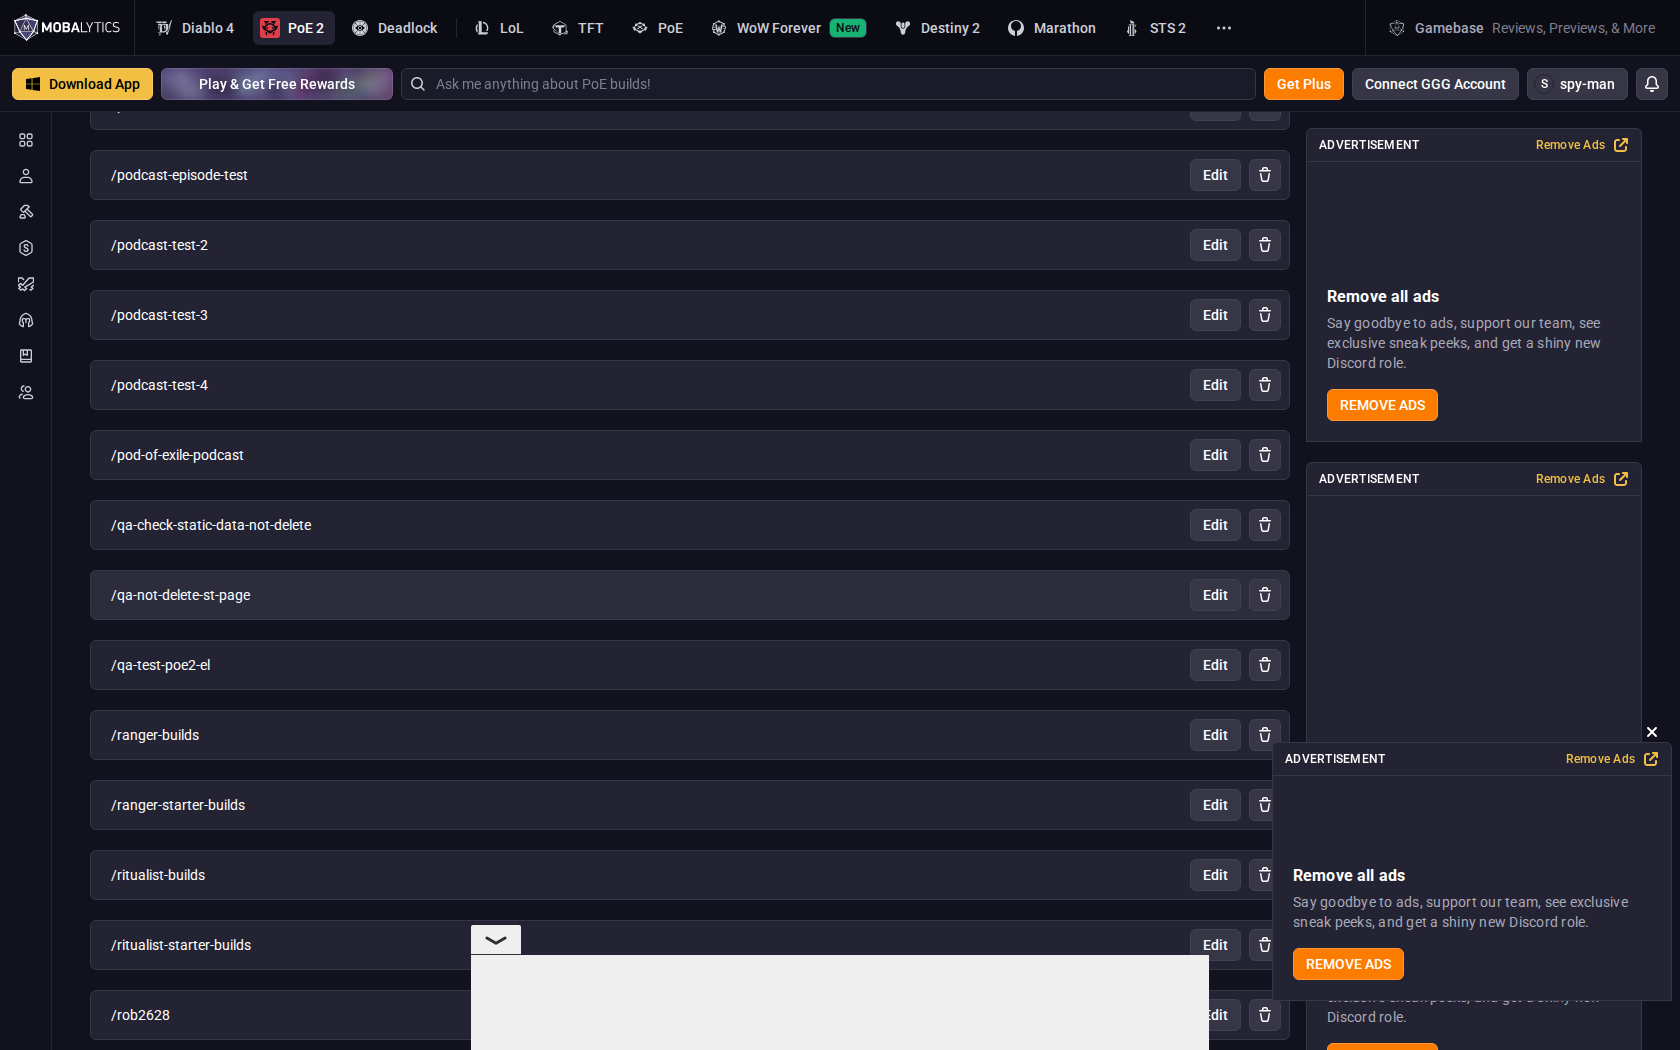 MOBALYTICS
Diablo 4
PoE 2
Deadlock
LoL
TFT
PoE
WoW Forever New
Destiny 2
Marathon
STS 2
Gamebase Reviews, Previews, & More
Download App
Play & Get Free Rewards
Ask me anything about PoE builds!
Get Plus
Connect GGG Account
S spy-man
/podcast-episode-test Edit
/podcast-test-2 Edit
/podcast-test-3 Edit
/podcast-test-4 Edit
/pod-of-exile-podcast Edit
/qa-check-static-data-not-delete Edit
/qa-not-delete-st-page Edit
/qa-test-poe2-el Edit
/ranger-builds Edit
/ranger-starter-builds Edit
/ritualist-builds Edit
/ritualist-starter-builds Edit
/rob2628 Edit
ADVERTISEMENT Remove Ads
Remove all ads
Say goodbye to ads, support our team, see
exclusive sneak peeks, and get a shiny new
Discord role.
REMOVE ADS
ADVERTISEMENT Remove Ads
ADVERTISEMENT Remove Ads
Remove all ads
Say goodbye to ads, support our team, see exclusive
sneak peeks, and get a shiny new Discord role.
REMOVE ADS
Discord role.